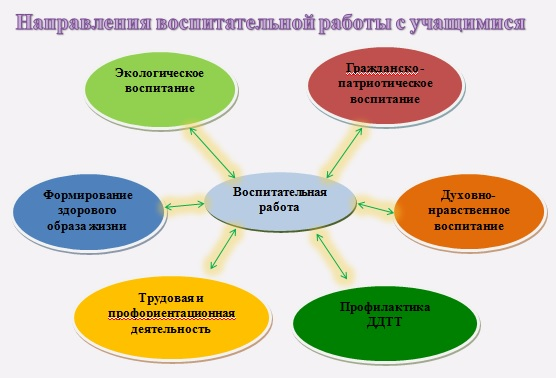 Направления воспитательной работы с учащимися
Экологическое
воспитание
Гражданско-
патриотическое
воспитание
Формирование
здорового
образа жизни
Воспитательная
работа
Духовно-
нравственное
воспитание
Трудовая и
профориентационная
деятельность
Профилактика
ДДТТ